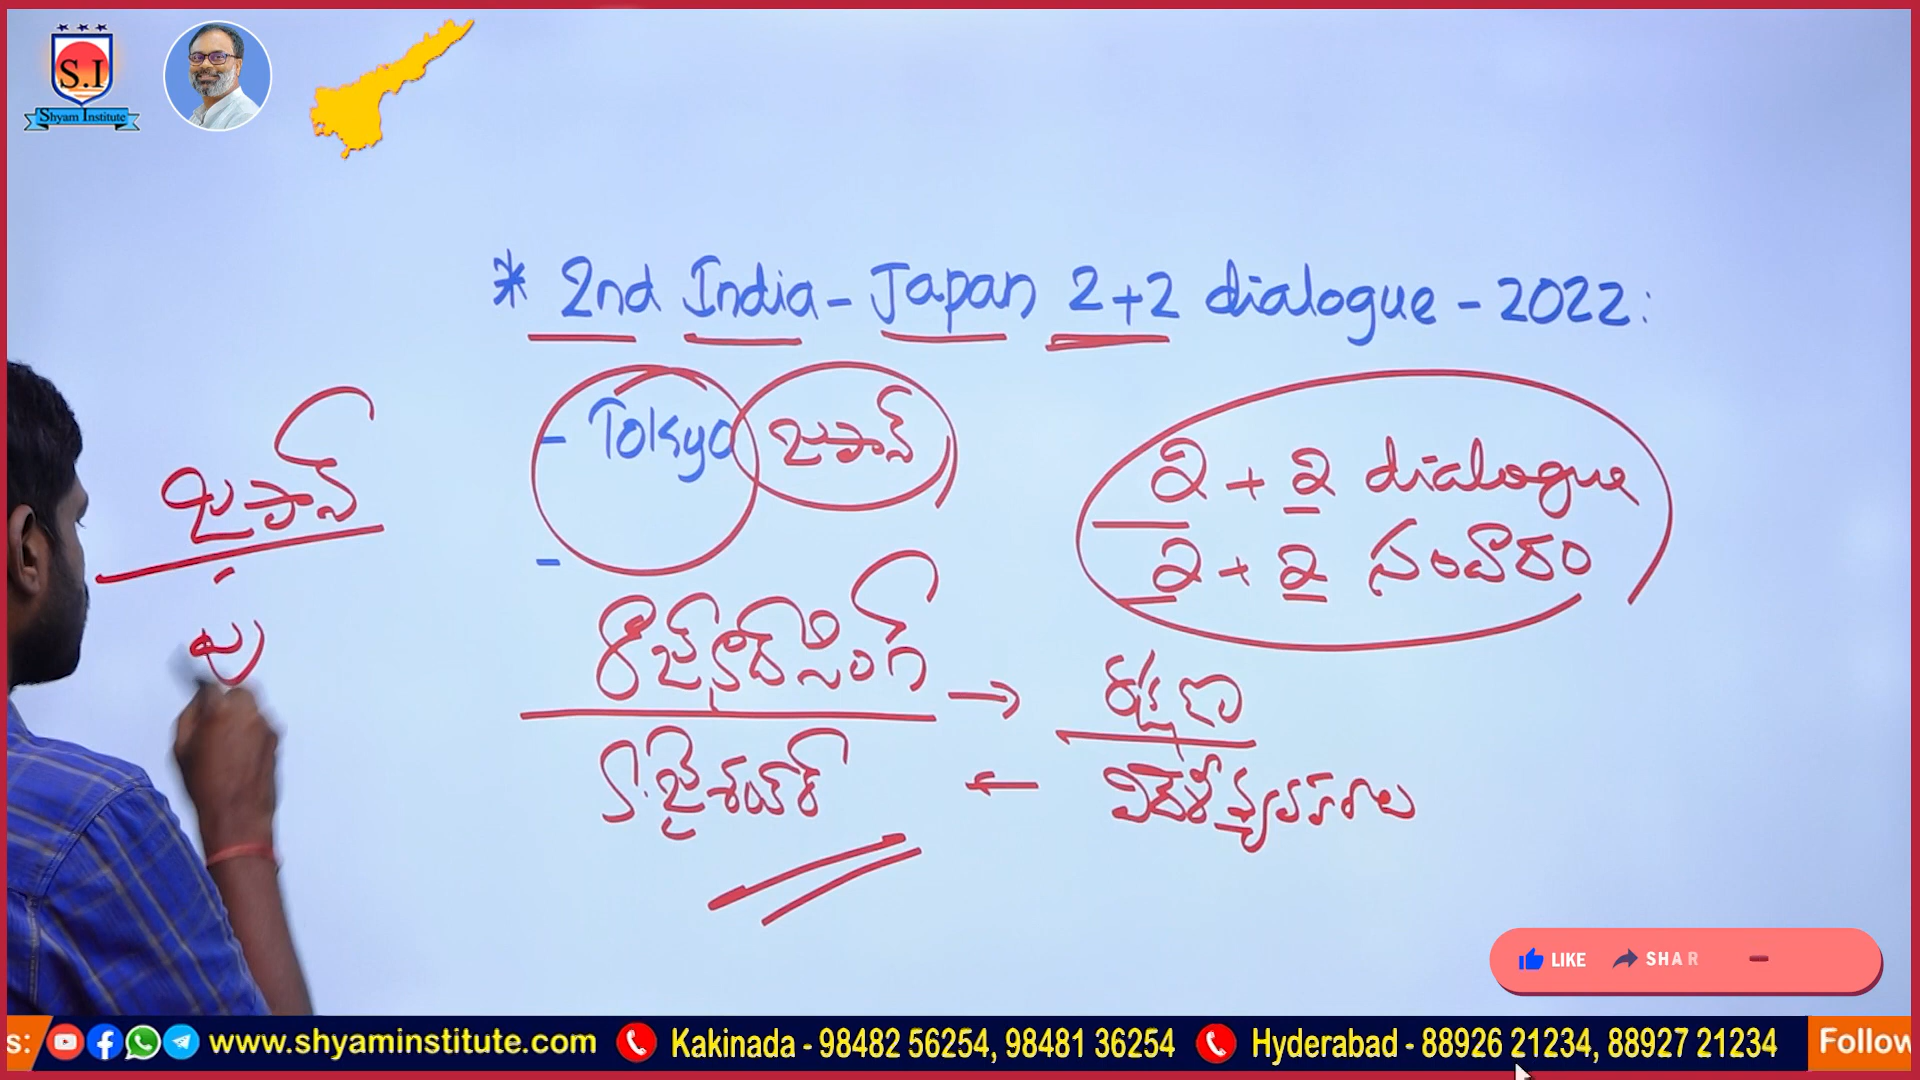 S.I
Shyam Institute
* 2nd India - Japan 2+2 dialogue - 2022:
- Tokyo జపాన్
-
2 + 2 dialogue
2 + 2 సంవాదం
జపాన్
రాజ్‌నాథ్ సింగ్ → రక్షణ
S. జైశంకర్ ← విదేశీ వ్యవహారాలు
LIKE SHAR
s: www.shyaminstitute.com Kakinada - 98482 56254, 98481 36254 Hyderabad - 88926 21234, 88927 21234 Follow